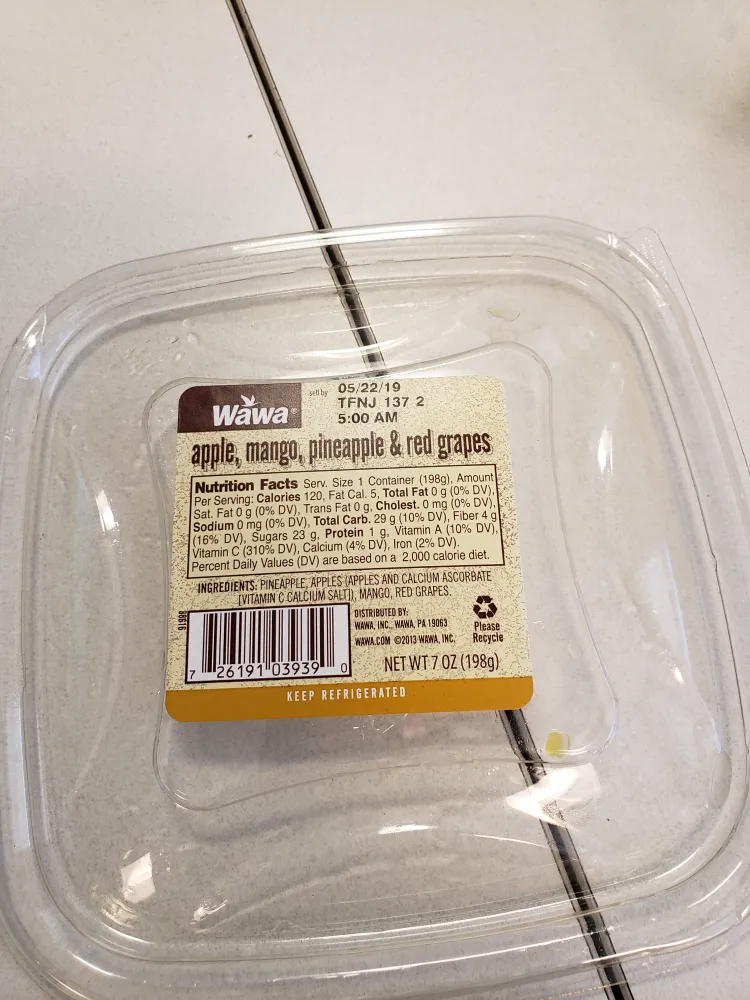 Wawa®
sell by 05/22/19
TFNJ 137 2
5:00 AM
apple, mango, pineapple & red grapes
Nutrition Facts Serv. Size 1 Container (198g), Amount
Per Serving: Calories 120, Fat Cal. 5, Total Fat 0 g (0% DV),
Sat. Fat 0 g (0% DV), Trans Fat 0 g, Cholest. 0 mg (0% DV),
Sodium 0 mg (0% DV), Total Carb. 29 g (10% DV), Fiber 4 g
(16% DV), Sugars 23 g, Protein 1 g, Vitamin A (10% DV),
Vitamin C (310% DV), Calcium (4% DV), Iron (2% DV).
Percent Daily Values (DV) are based on a 2,000 calorie diet.
INGREDIENTS: PINEAPPLE, APPLES (APPLES AND CALCIUM ASCORBATE
[VITAMIN C CALCIUM SALT]), MANGO, RED GRAPES.
7 26191 03939 0
DISTRIBUTED BY:
WAWA, INC., WAWA, PA 19063
WAWA.COM ©2013 WAWA, INC.
Please
Recycle
NET WT 7 OZ (198g)
KEEP REFRIGERATED